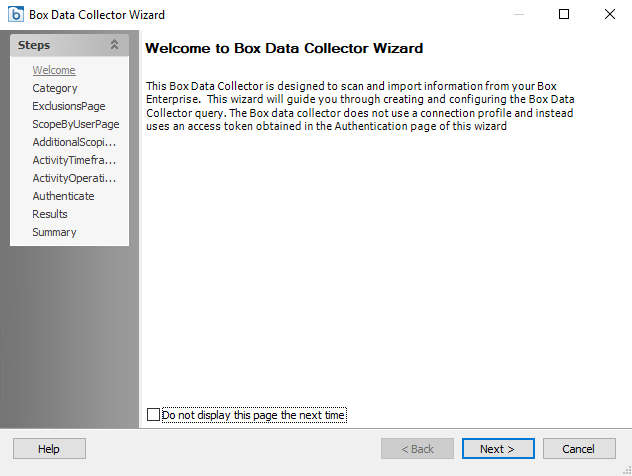 Box Data Collector Wizard
Steps
Welcome
Category
ExclusionsPage
ScopeByUserPage
AdditionalScopi...
ActivityTimefra...
ActivityOperati...
Authenticate
Results
Summary
Welcome to Box Data Collector Wizard
This Box Data Collector is designed to scan and import information from your Box
Enterprise.  This wizard will guide you through creating and configuring the Box Data
Collector query. The Box data collector does not use a connection profile and instead
uses an access token obtained in the Authentication page of this wizard
Do not display this page the next time
Help
< Back
Next >
Cancel